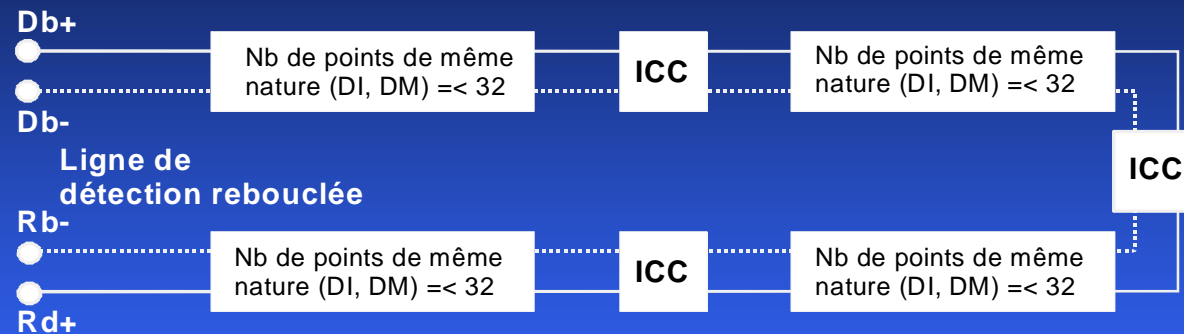 Db+
Nb de points de même
nature (DI, DM) =< 32
ICC
Nb de points de même
nature (DI, DM) =< 32
Db-
Ligne de
détection rebouclée
ICC
Rb-
Nb de points de même
nature (DI, DM) =< 32
ICC
Nb de points de même
nature (DI, DM) =< 32
Rd+